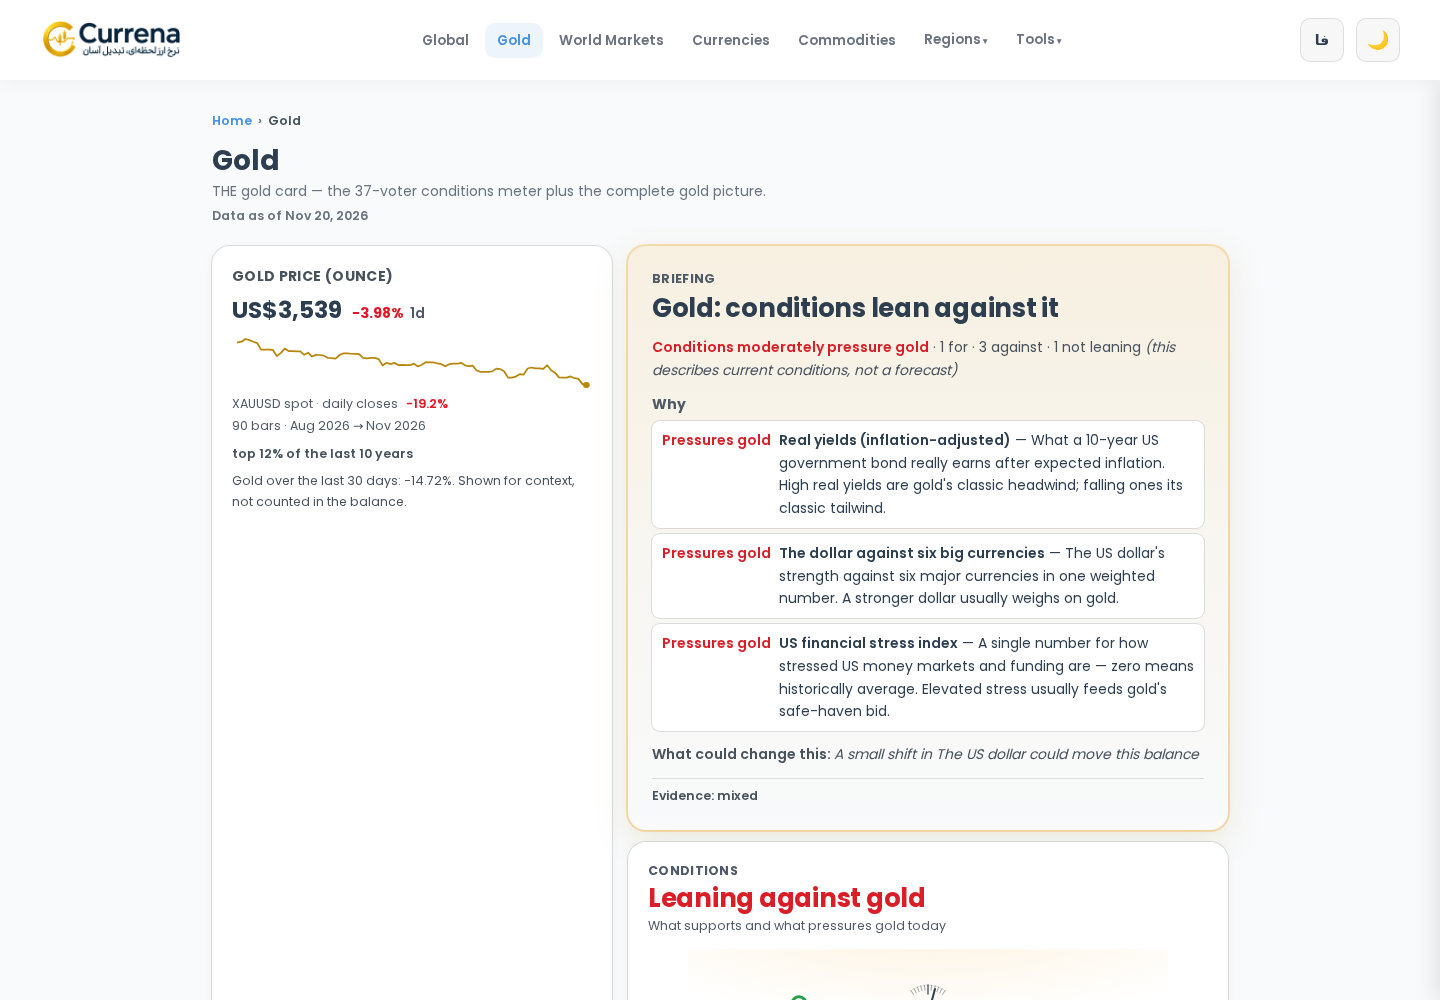 Currena
نرخ ارز لحظه‌ای، تبدیل آسان
Global
Gold
World Markets
Currencies
Commodities
Regions ▾
Tools ▾
فا
Home › Gold
Gold
THE gold card — the 37-voter conditions meter plus the complete gold picture.
Data as of Nov 20, 2026
GOLD PRICE (OUNCE)
US$3,539 -3.98% 1d
XAUUSD spot · daily closes -19.2%
90 bars · Aug 2026 → Nov 2026
top 12% of the last 10 years
Gold over the last 30 days: -14.72%. Shown for context,
not counted in the balance.
BRIEFING
Gold: conditions lean against it
Conditions moderately pressure gold · 1 for · 3 against · 1 not leaning (this
describes current conditions, not a forecast)
Why
Pressures gold Real yields (inflation-adjusted) — What a 10-year US
government bond really earns after expected inflation.
High real yields are gold's classic headwind; falling ones its
classic tailwind.
Pressures gold The dollar against six big currencies — The US dollar's
strength against six major currencies in one weighted
number. A stronger dollar usually weighs on gold.
Pressures gold US financial stress index — A single number for how
stressed US money markets and funding are — zero means
historically average. Elevated stress usually feeds gold's
safe-haven bid.
What could change this: A small shift in The US dollar could move this balance
Evidence: mixed
CONDITIONS
Leaning against gold
What supports and what pressures gold today